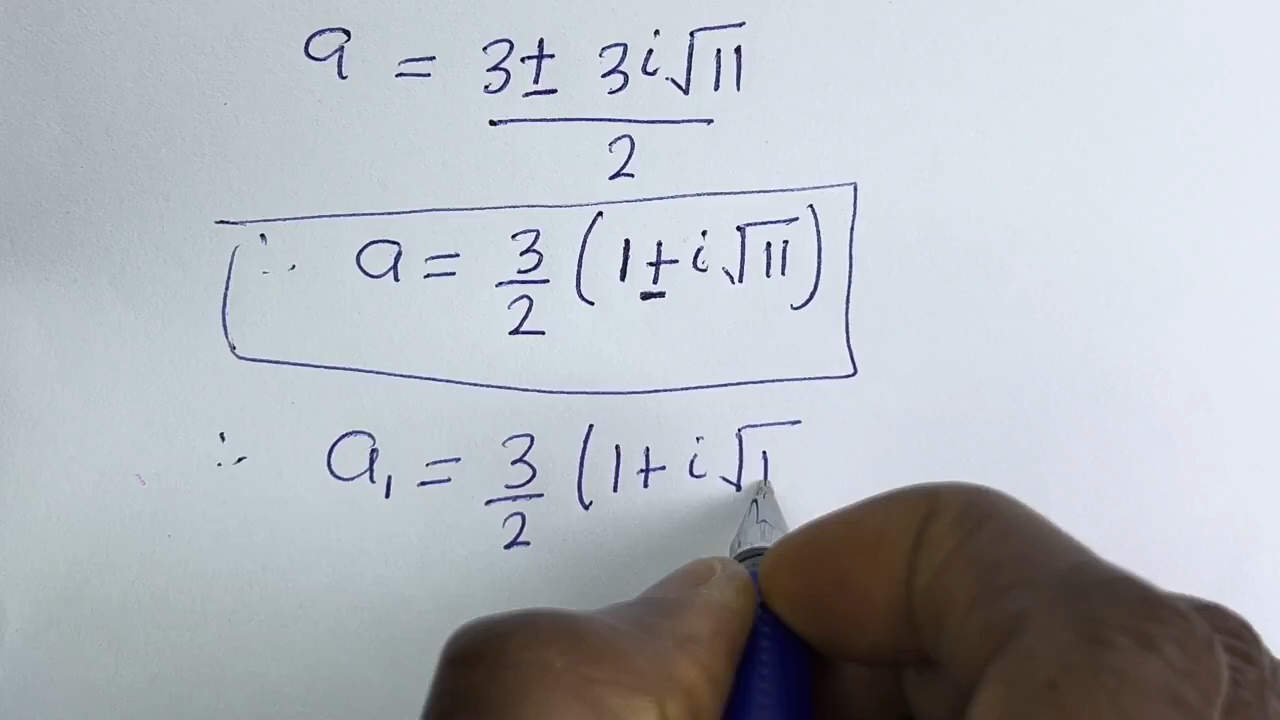 a = 3 ± 3i√11
2
∴ a = 3/2 (1 ± i√11)
∴ a₁ = 3/2 (1 + i√1